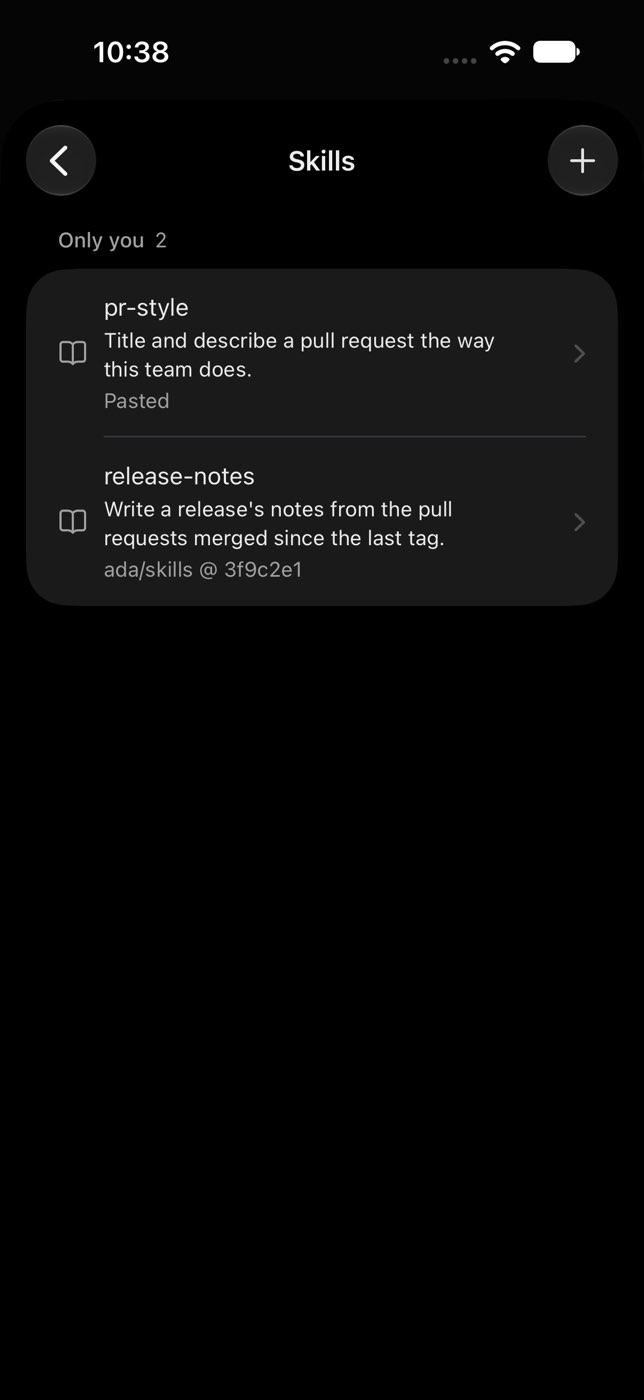 10:38
Skills
Only you 2
pr-style
Title and describe a pull request the way
this team does.
Pasted
release-notes
Write a release's notes from the pull
requests merged since the last tag.
ada/skills @ 3f9c2e1